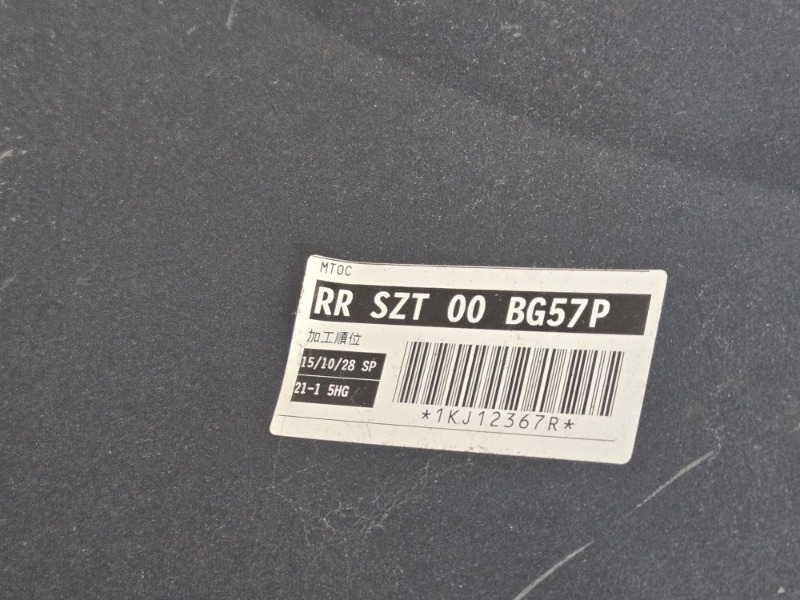 MTOC
RR SZT 00 BG57P
加工順位
15/10/28 SP
21-1 5HG
*1KJ12367R*